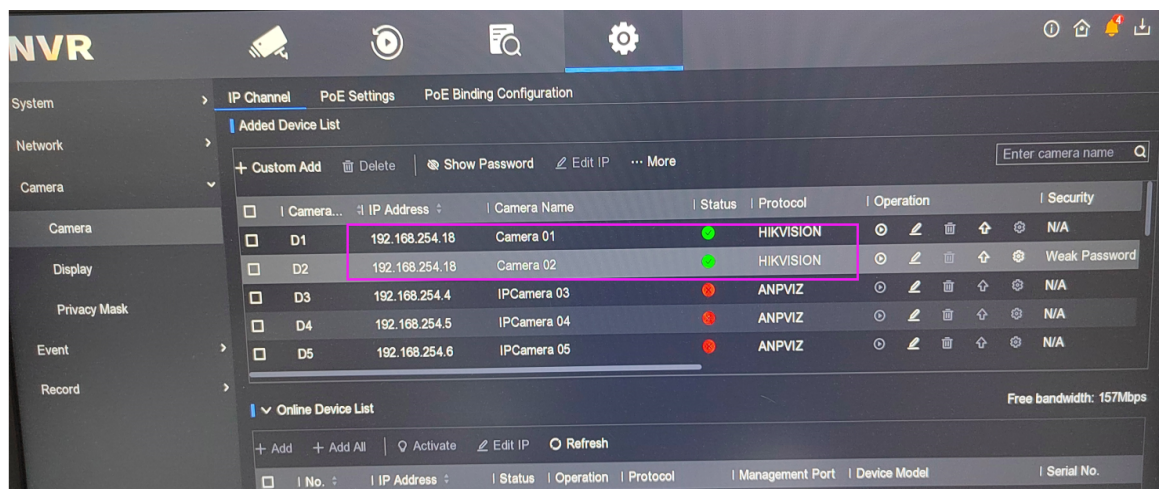 NVR
4
System
Network
Camera
Camera
Display
Privacy Mask
Event
Record
IP Channel PoE Settings PoE Binding Configuration
Added Device List
+ Custom Add Delete Show Password Edit IP ··· More
Enter camera name
Camera... IP Address Camera Name Status Protocol Operation Security
D1 192.168.254.18 Camera 01 HIKVISION N/A
D2 192.168.254.18 Camera 02 HIKVISION Weak Password
D3 192.168.254.4 IPCamera 03 ANPVIZ N/A
D4 192.168.254.5 IPCamera 04 ANPVIZ N/A
D5 192.168.254.6 IPCamera 05 ANPVIZ N/A
Free bandwidth: 157Mbps
Online Device List
+ Add + Add All Activate Edit IP Refresh
No. IP Address Status Operation Protocol Management Port Device Model Serial No.